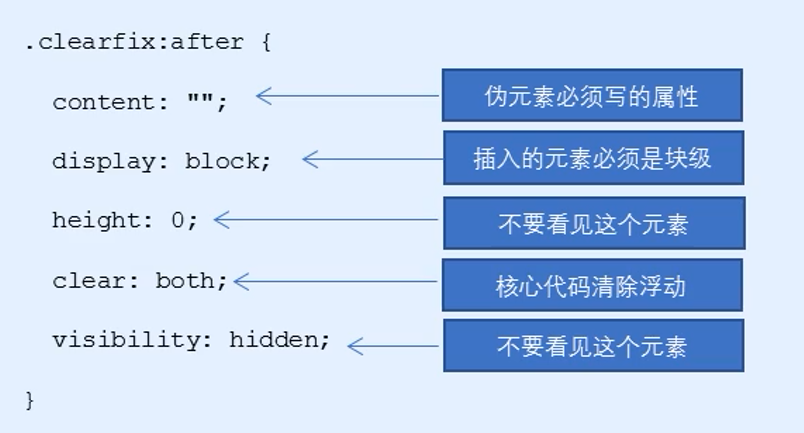 .clearfix:after {
content: "";
伪元素必须写的属性
display: block;
插入的元素必须是块级
height: 0;
不要看见这个元素
clear: both;
核心代码清除浮动
visibility: hidden;
不要看见这个元素
}